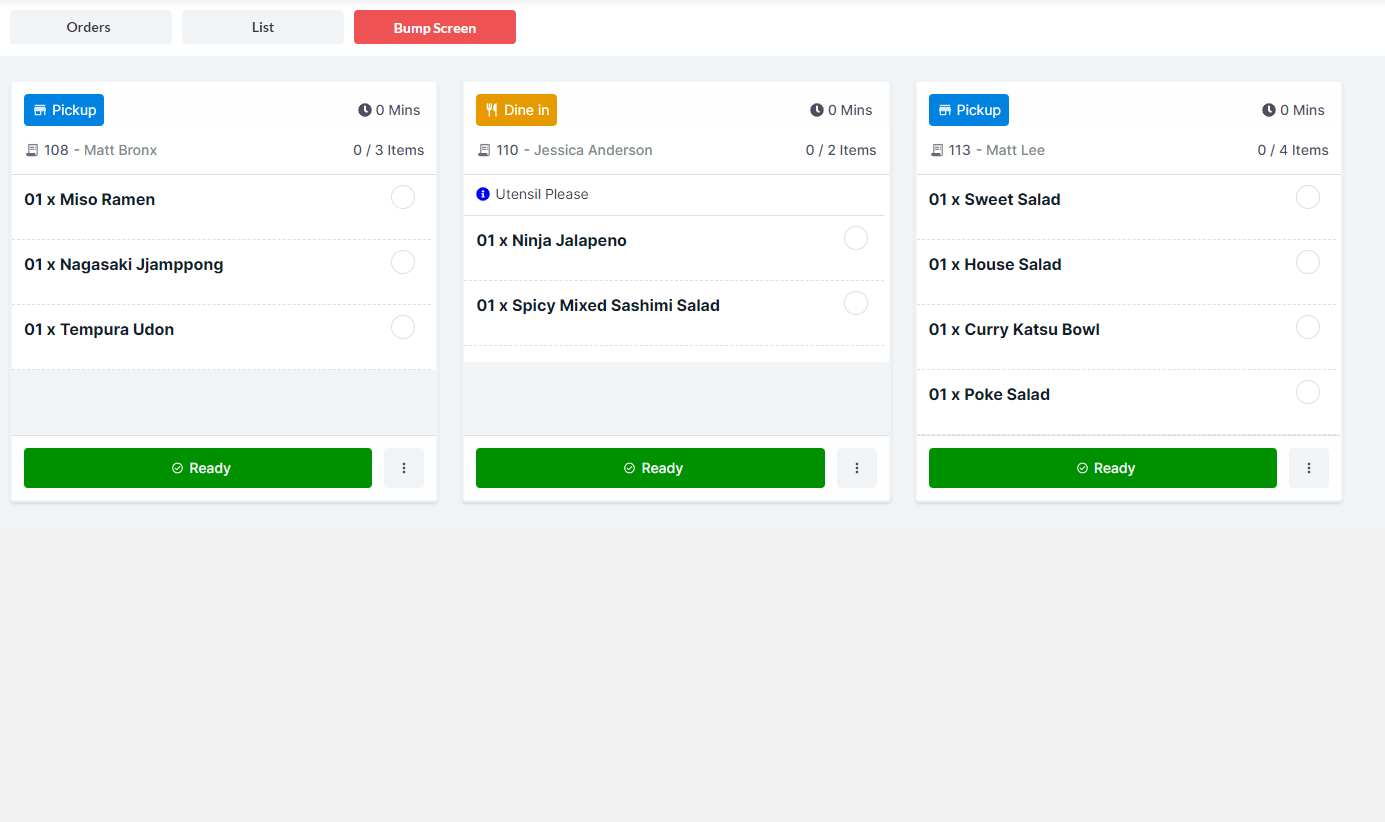 Orders List Bump Screen
Pickup 0 Mins
108 - Matt Bronx 0 / 3 Items
01 x Miso Ramen
01 x Nagasaki Jjamppong
01 x Tempura Udon
Ready
Dine in 0 Mins
110 - Jessica Anderson 0 / 2 Items
Utensil Please
01 x Ninja Jalapeno
01 x Spicy Mixed Sashimi Salad
Ready
Pickup 0 Mins
113 - Matt Lee 0 / 4 Items
01 x Sweet Salad
01 x House Salad
01 x Curry Katsu Bowl
01 x Poke Salad
Ready